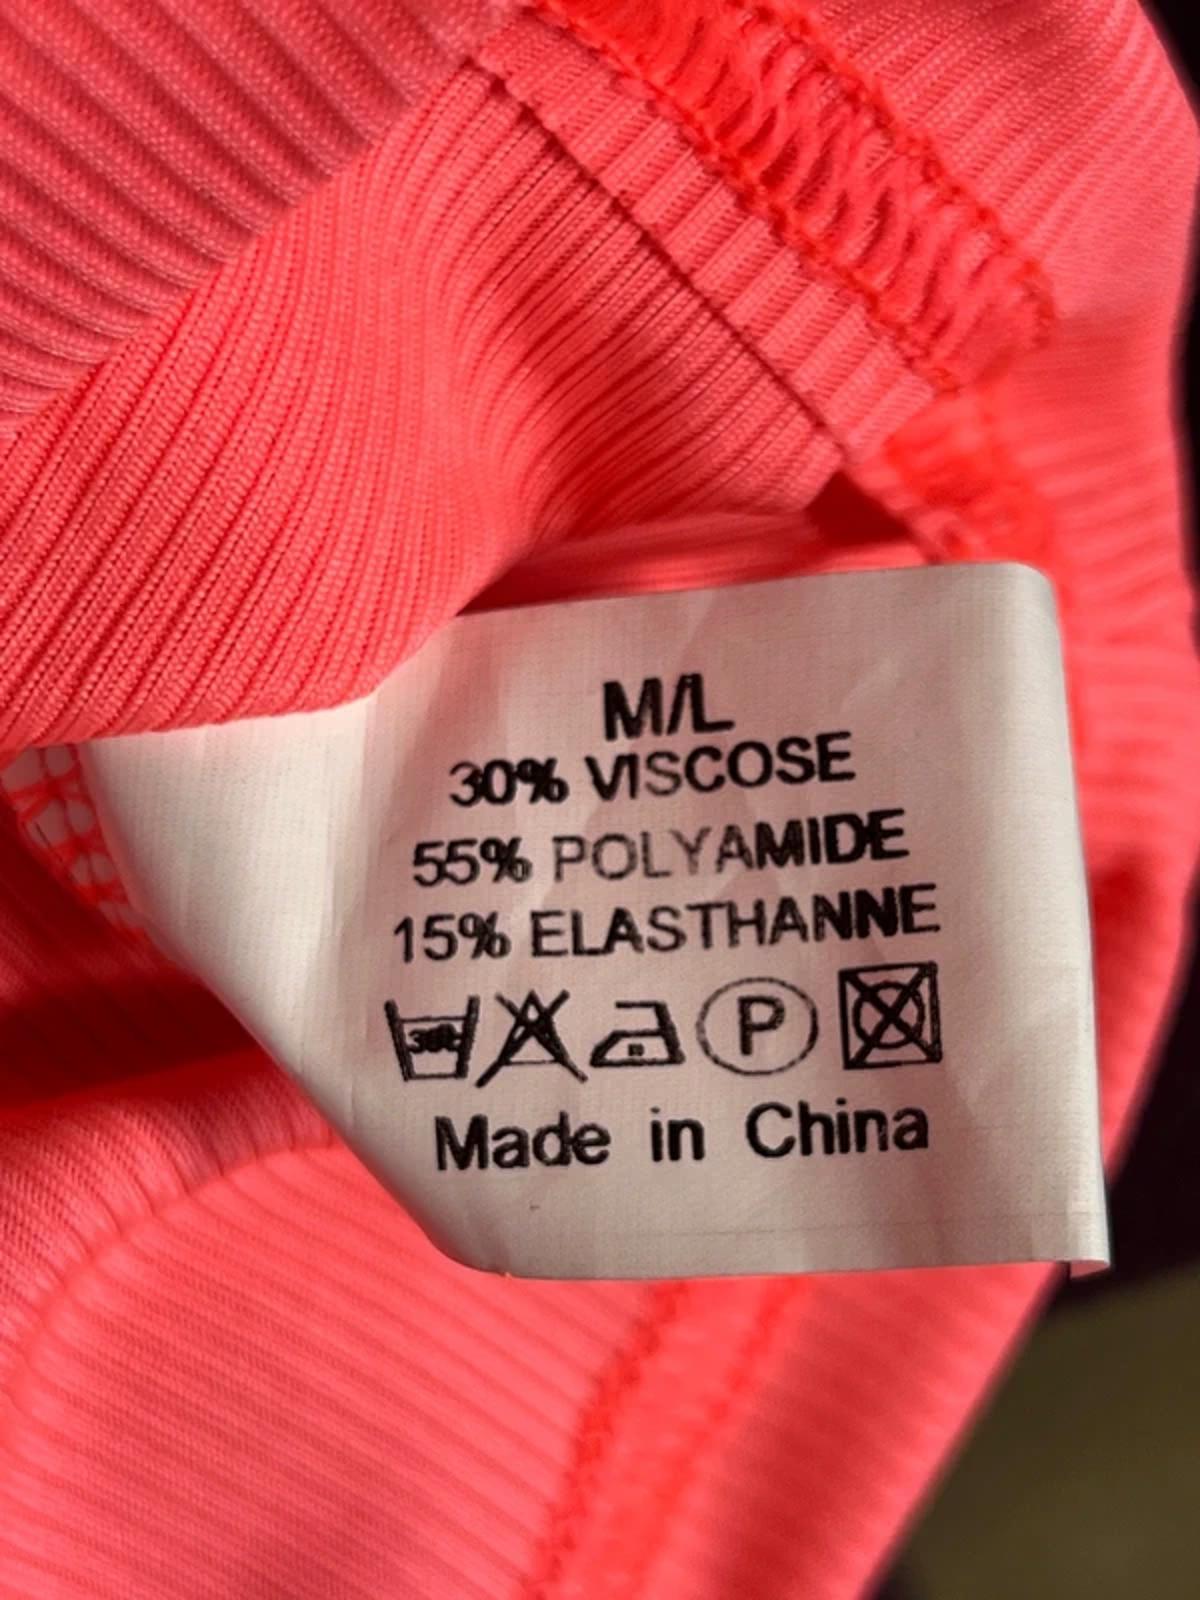 M/L
30% VISCOSE
55% POLYAMIDE
15% ELASTHANNE
P
Made in China